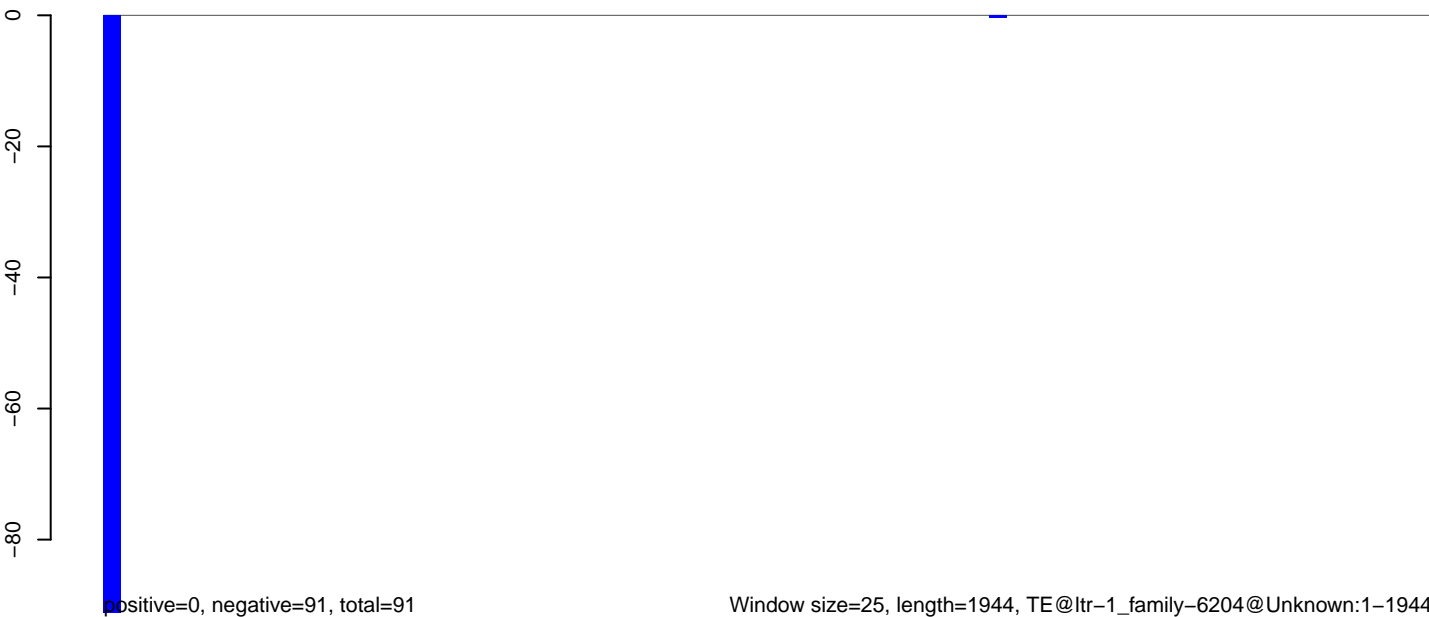 0
−20
−40
−60
−80
positive=0, negative=91, total=91
Window size=25, length=1944, TE@ltr−1_family−6204@Unknown:1−1944